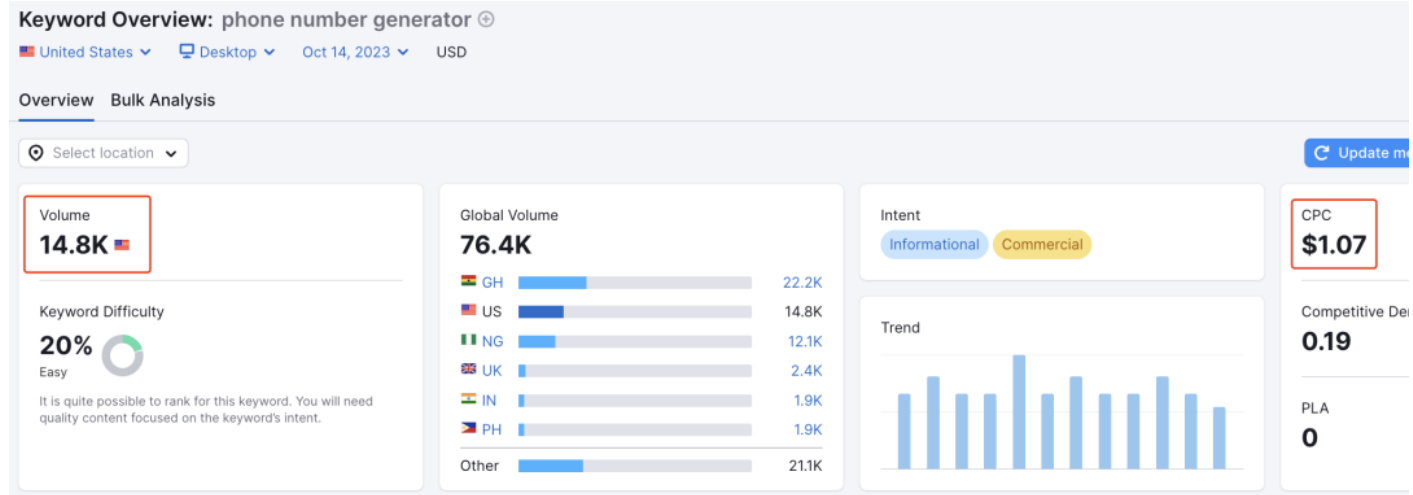 Keyword Overview: phone number generator
United States Desktop Oct 14, 2023 USD
Overview Bulk Analysis
Select location
Update
Volume
14.8K
Keyword Difficulty
20%
Easy
It is quite possible to rank for this keyword. You will need
quality content focused on the keyword's intent.
Global Volume
76.4K
GH 22.2K
US 14.8K
NG 12.1K
UK 2.4K
IN 1.9K
PH 1.9K
Other 21.1K
Intent
Informational Commercial
Trend
CPC
$1.07
Competitive
0.19
PLA
0